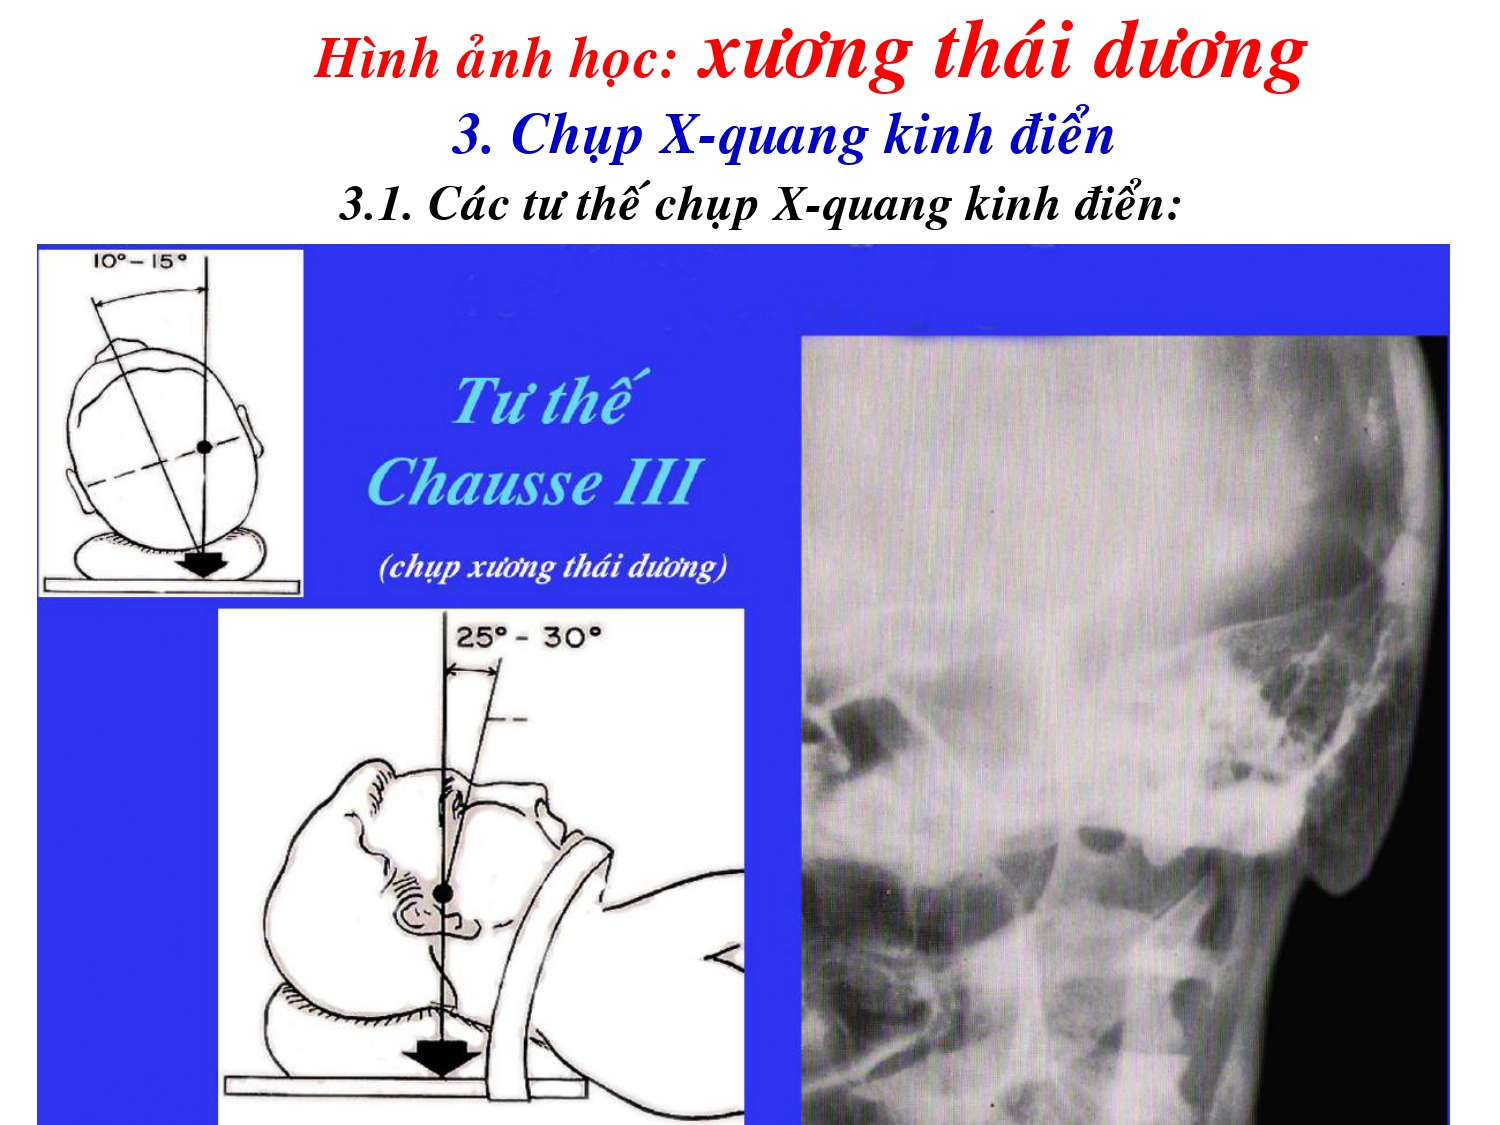 Hình ảnh học: xương thái dương
3. Chụp X-quang kinh điển
3.1. Các tư thế chụp X-quang kinh điển:
10° – 15°
Tư thế
Chausse III
(chụp xương thái dương)
25° - 30°